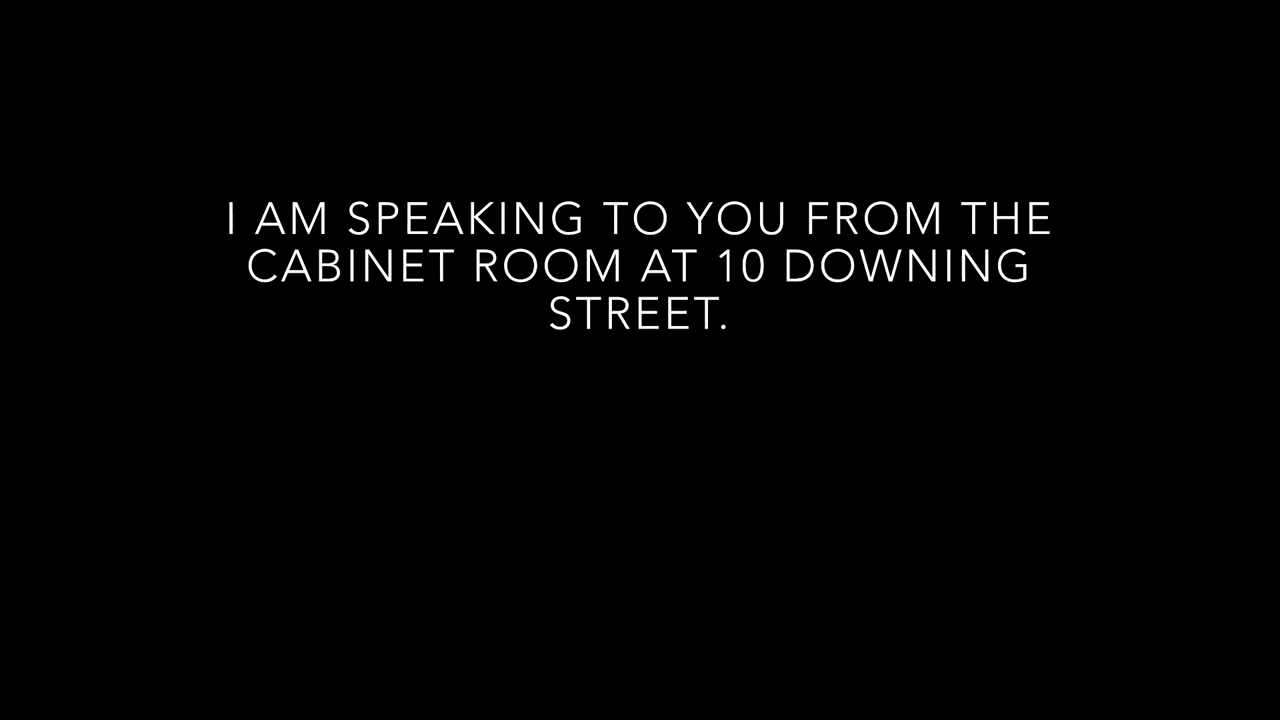 I AM SPEAKING TO YOU FROM THE
CABINET ROOM AT 10 DOWNING
STREET.